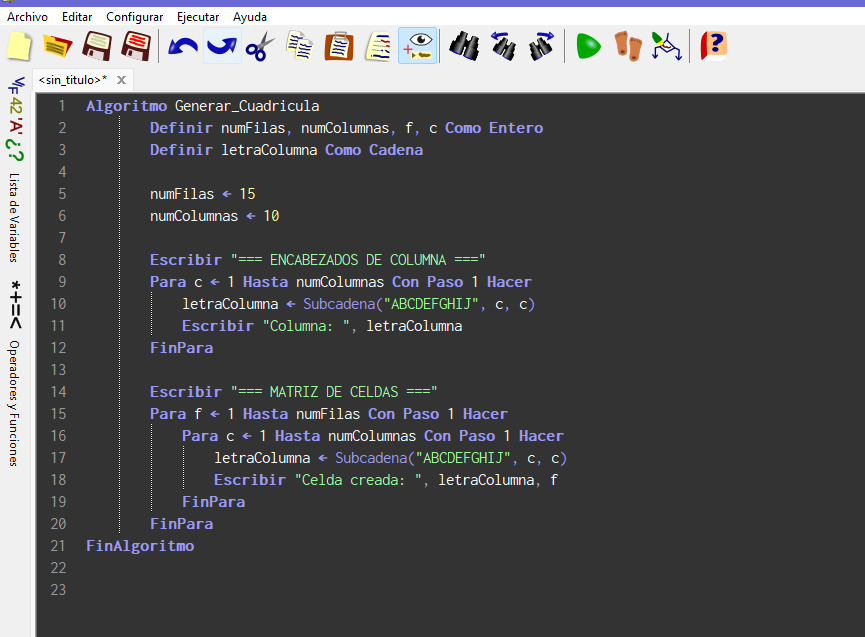 Archivo Editar Configurar Ejecutar Ayuda
<sin_titulo>*
1 Algoritmo Generar_Cuadricula
2 Definir numFilas, numColumnas, f, c Como Entero
3 Definir letraColumna Como Cadena
4
5 numFilas ← 15
6 numColumnas ← 10
7
8 Escribir "=== ENCABEZADOS DE COLUMNA ==="
9 Para c ← 1 Hasta numColumnas Con Paso 1 Hacer
10 letraColumna ← Subcadena("ABCDEFGHIJ", c, c)
11 Escribir "Columna: ", letraColumna
12 FinPara
13
14 Escribir "=== MATRIZ DE CELDAS ==="
15 Para f ← 1 Hasta numFilas Con Paso 1 Hacer
16 Para c ← 1 Hasta numColumnas Con Paso 1 Hacer
17 letraColumna ← Subcadena("ABCDEFGHIJ", c, c)
18 Escribir "Celda creada: ", letraColumna, f
19 FinPara
20 FinPara
21 FinAlgoritmo
22
23
VF 42 'A' ¿?
Lista de Variables
*+=<
Operadores y Funciones